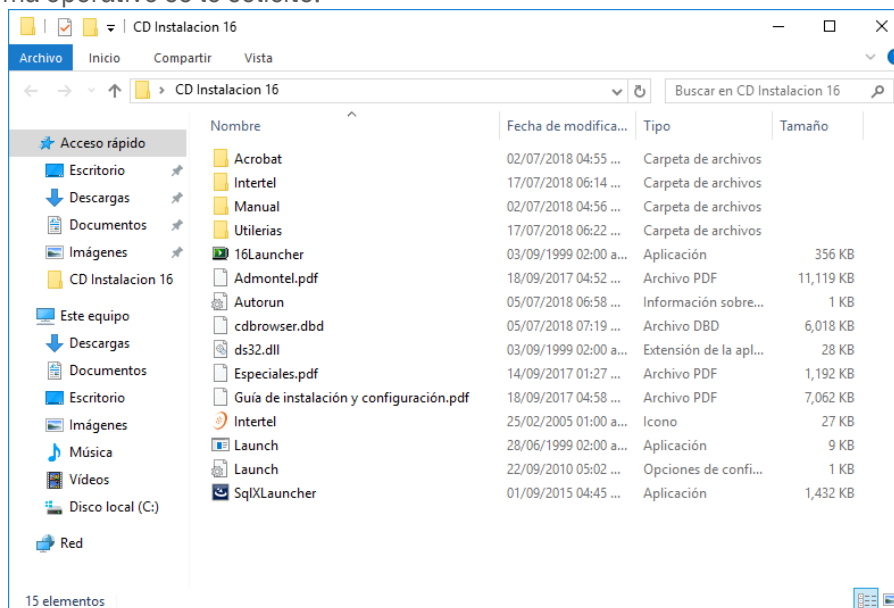 ma operativo se lo solicite.
CD Instalacion 16
Archivo Inicio Compartir Vista
CD Instalacion 16 Buscar en CD Instalacion 16
Nombre Fecha de modifica... Tipo Tamaño
Acceso rápido
Escritorio
Descargas
Documentos
Imágenes
CD Instalacion 16
Este equipo
Descargas
Documentos
Escritorio
Imágenes
Música
Vídeos
Disco local (C:)
Red
Acrobat 02/07/2018 04:55 ... Carpeta de archivos
Intertel 17/07/2018 06:14 ... Carpeta de archivos
Manual 02/07/2018 04:56 ... Carpeta de archivos
Utilerias 17/07/2018 06:22 ... Carpeta de archivos
16Launcher 03/09/1999 02:00 a... Aplicación 356 KB
Admontel.pdf 18/09/2017 04:52 ... Archivo PDF 11,119 KB
Autorun 05/07/2018 06:58 ... Información sobre... 1 KB
cdbrowser.dbd 05/07/2018 07:19 ... Archivo DBD 6,018 KB
ds32.dll 03/09/1999 02:00 a... Extensión de la apl... 28 KB
Especiales.pdf 14/09/2017 01:27 ... Archivo PDF 1,192 KB
Guía de instalación y configuración.pdf 18/09/2017 04:58 ... Archivo PDF 7,062 KB
Intertel 25/02/2005 01:00 a... Icono 27 KB
Launch 28/06/1999 02:00 a... Aplicación 9 KB
Launch 22/09/2010 05:02 ... Opciones de confi... 1 KB
SqlXLauncher 01/09/2015 04:45 ... Aplicación 1,432 KB
15 elementos